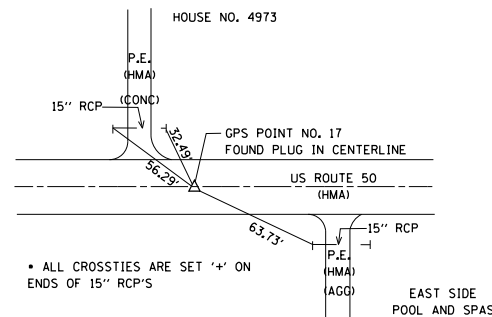 HOUSE NO. 4973
P.E.
(HMA)
(CONC)
15" RCP
32.49'
56.29'
GPS POINT NO. 17
FOUND PLUG IN CENTERLINE
US ROUTE 50
(HMA)
63.73'
15" RCP
P.E.
(HMA)
(AGG)
• ALL CROSSTIES ARE SET '+' ON
ENDS OF 15" RCP'S
EAST SIDE
POOL AND SPAS